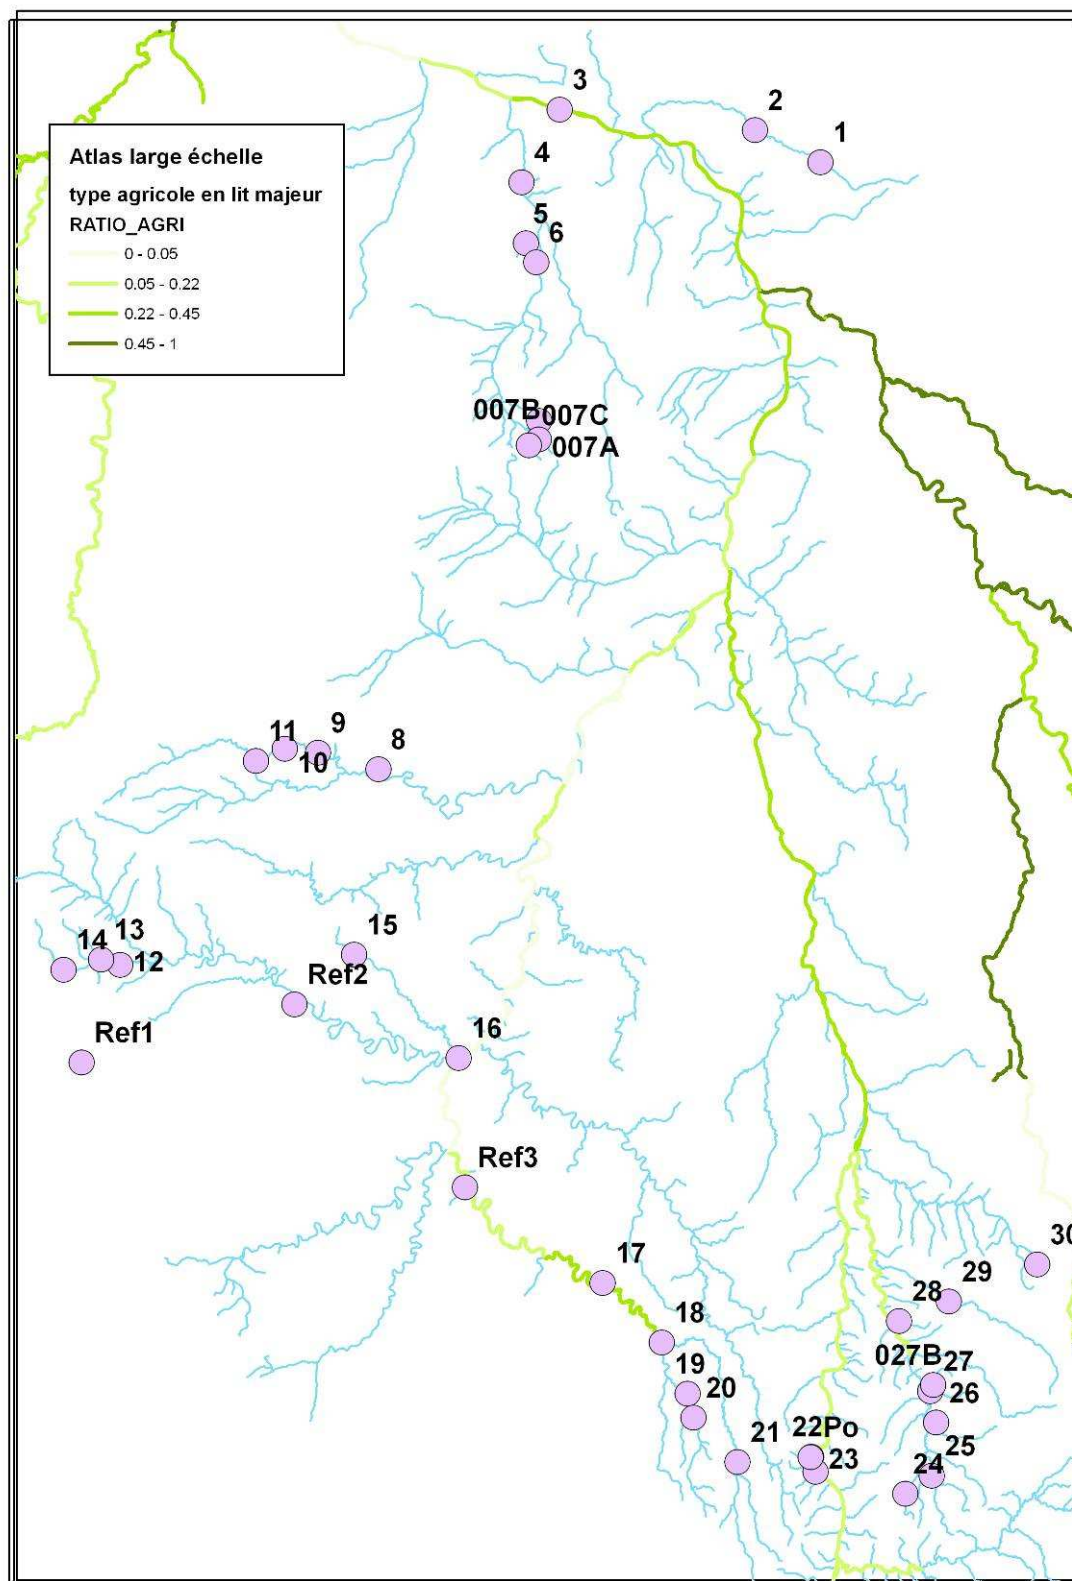 3
2
1
Atlas large échelle
type agricole en lit majeur
RATIO_AGRI
0 - 0.05
0.05 - 0.22
0.22 - 0.45
0.45 - 1
4
5
6
007B
007C
007A
11
9
10
8
13
14
12
15
Ref2
Ref1
16
Ref3
17
18
19
20
21
22Po
23
24
25
26
27
027B
28
29
30